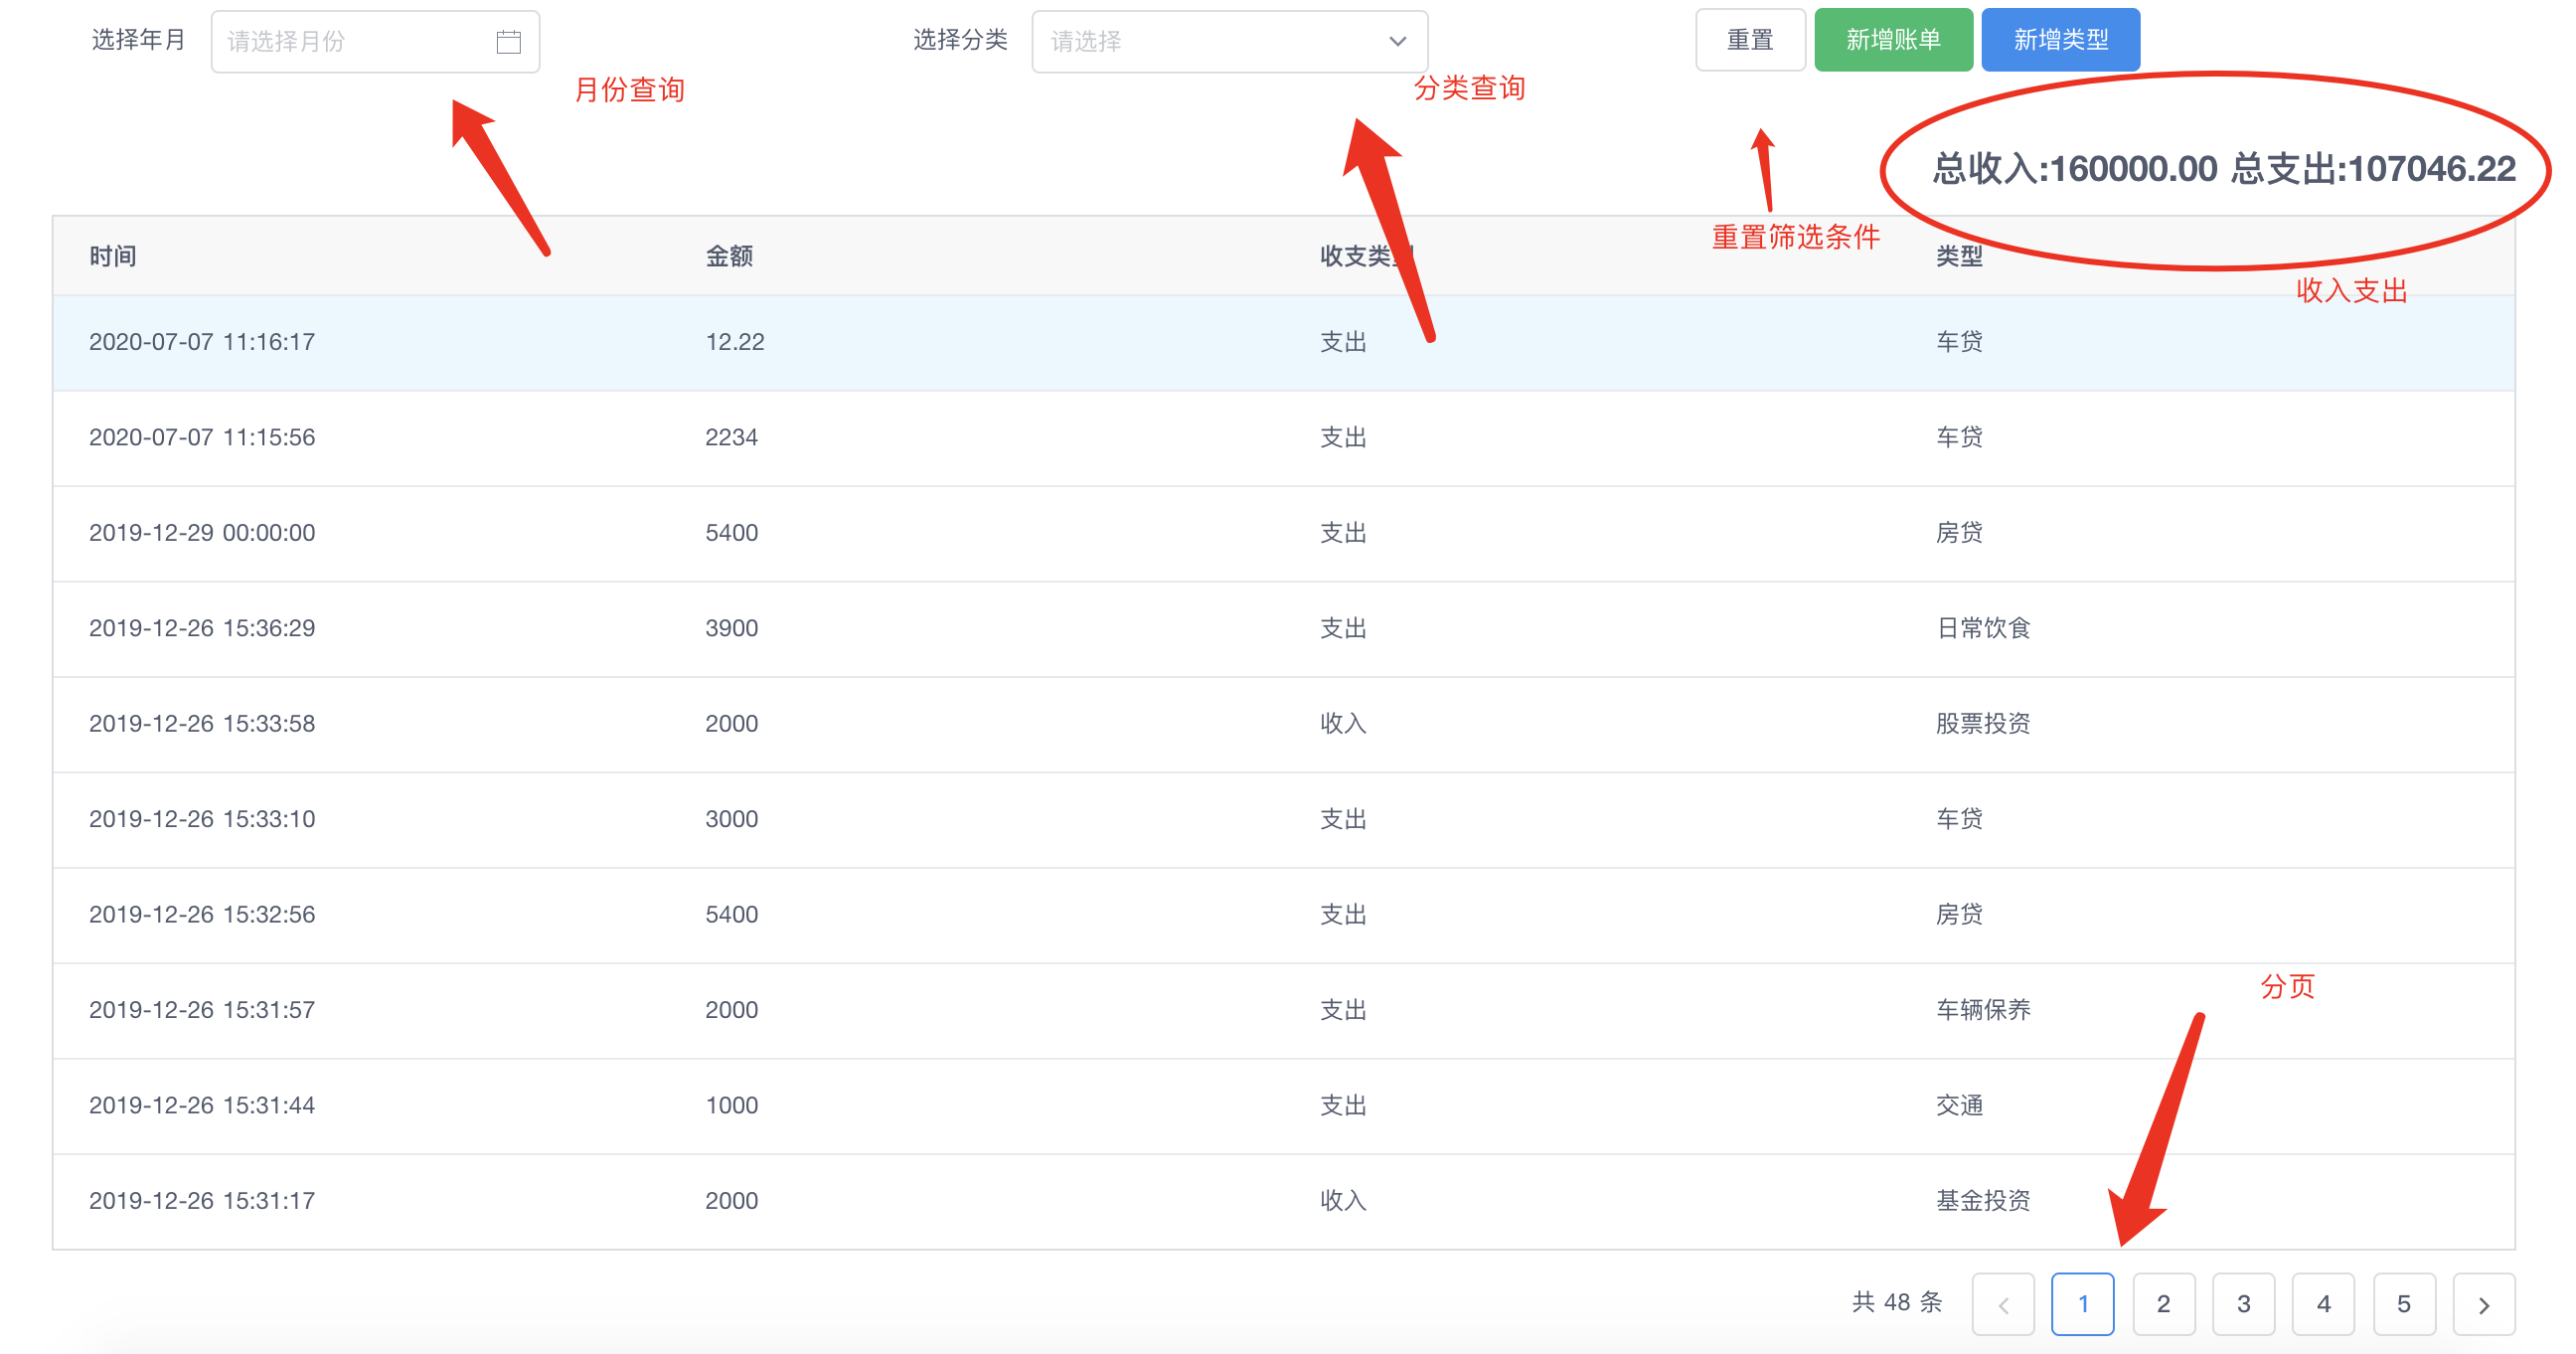 选择年月 请选择月份 选择分类 请选择 重置 新增账单 新增类型
月份查询 分类查询
总收入:160000.00 总支出:107046.22
重置筛选条件
时间 金额 收支类 类型
收入支出
2020-07-07 11:16:17 12.22 支出 车贷
2020-07-07 11:15:56 2234 支出 车贷
2019-12-29 00:00:00 5400 支出 房贷
2019-12-26 15:36:29 3900 支出 日常饮食
2019-12-26 15:33:58 2000 收入 股票投资
2019-12-26 15:33:10 3000 支出 车贷
2019-12-26 15:32:56 5400 支出 房贷
分页
2019-12-26 15:31:57 2000 支出 车辆保养
2019-12-26 15:31:44 1000 支出 交通
2019-12-26 15:31:17 2000 收入 基金投资
共 48 条 1 2 3 4 5